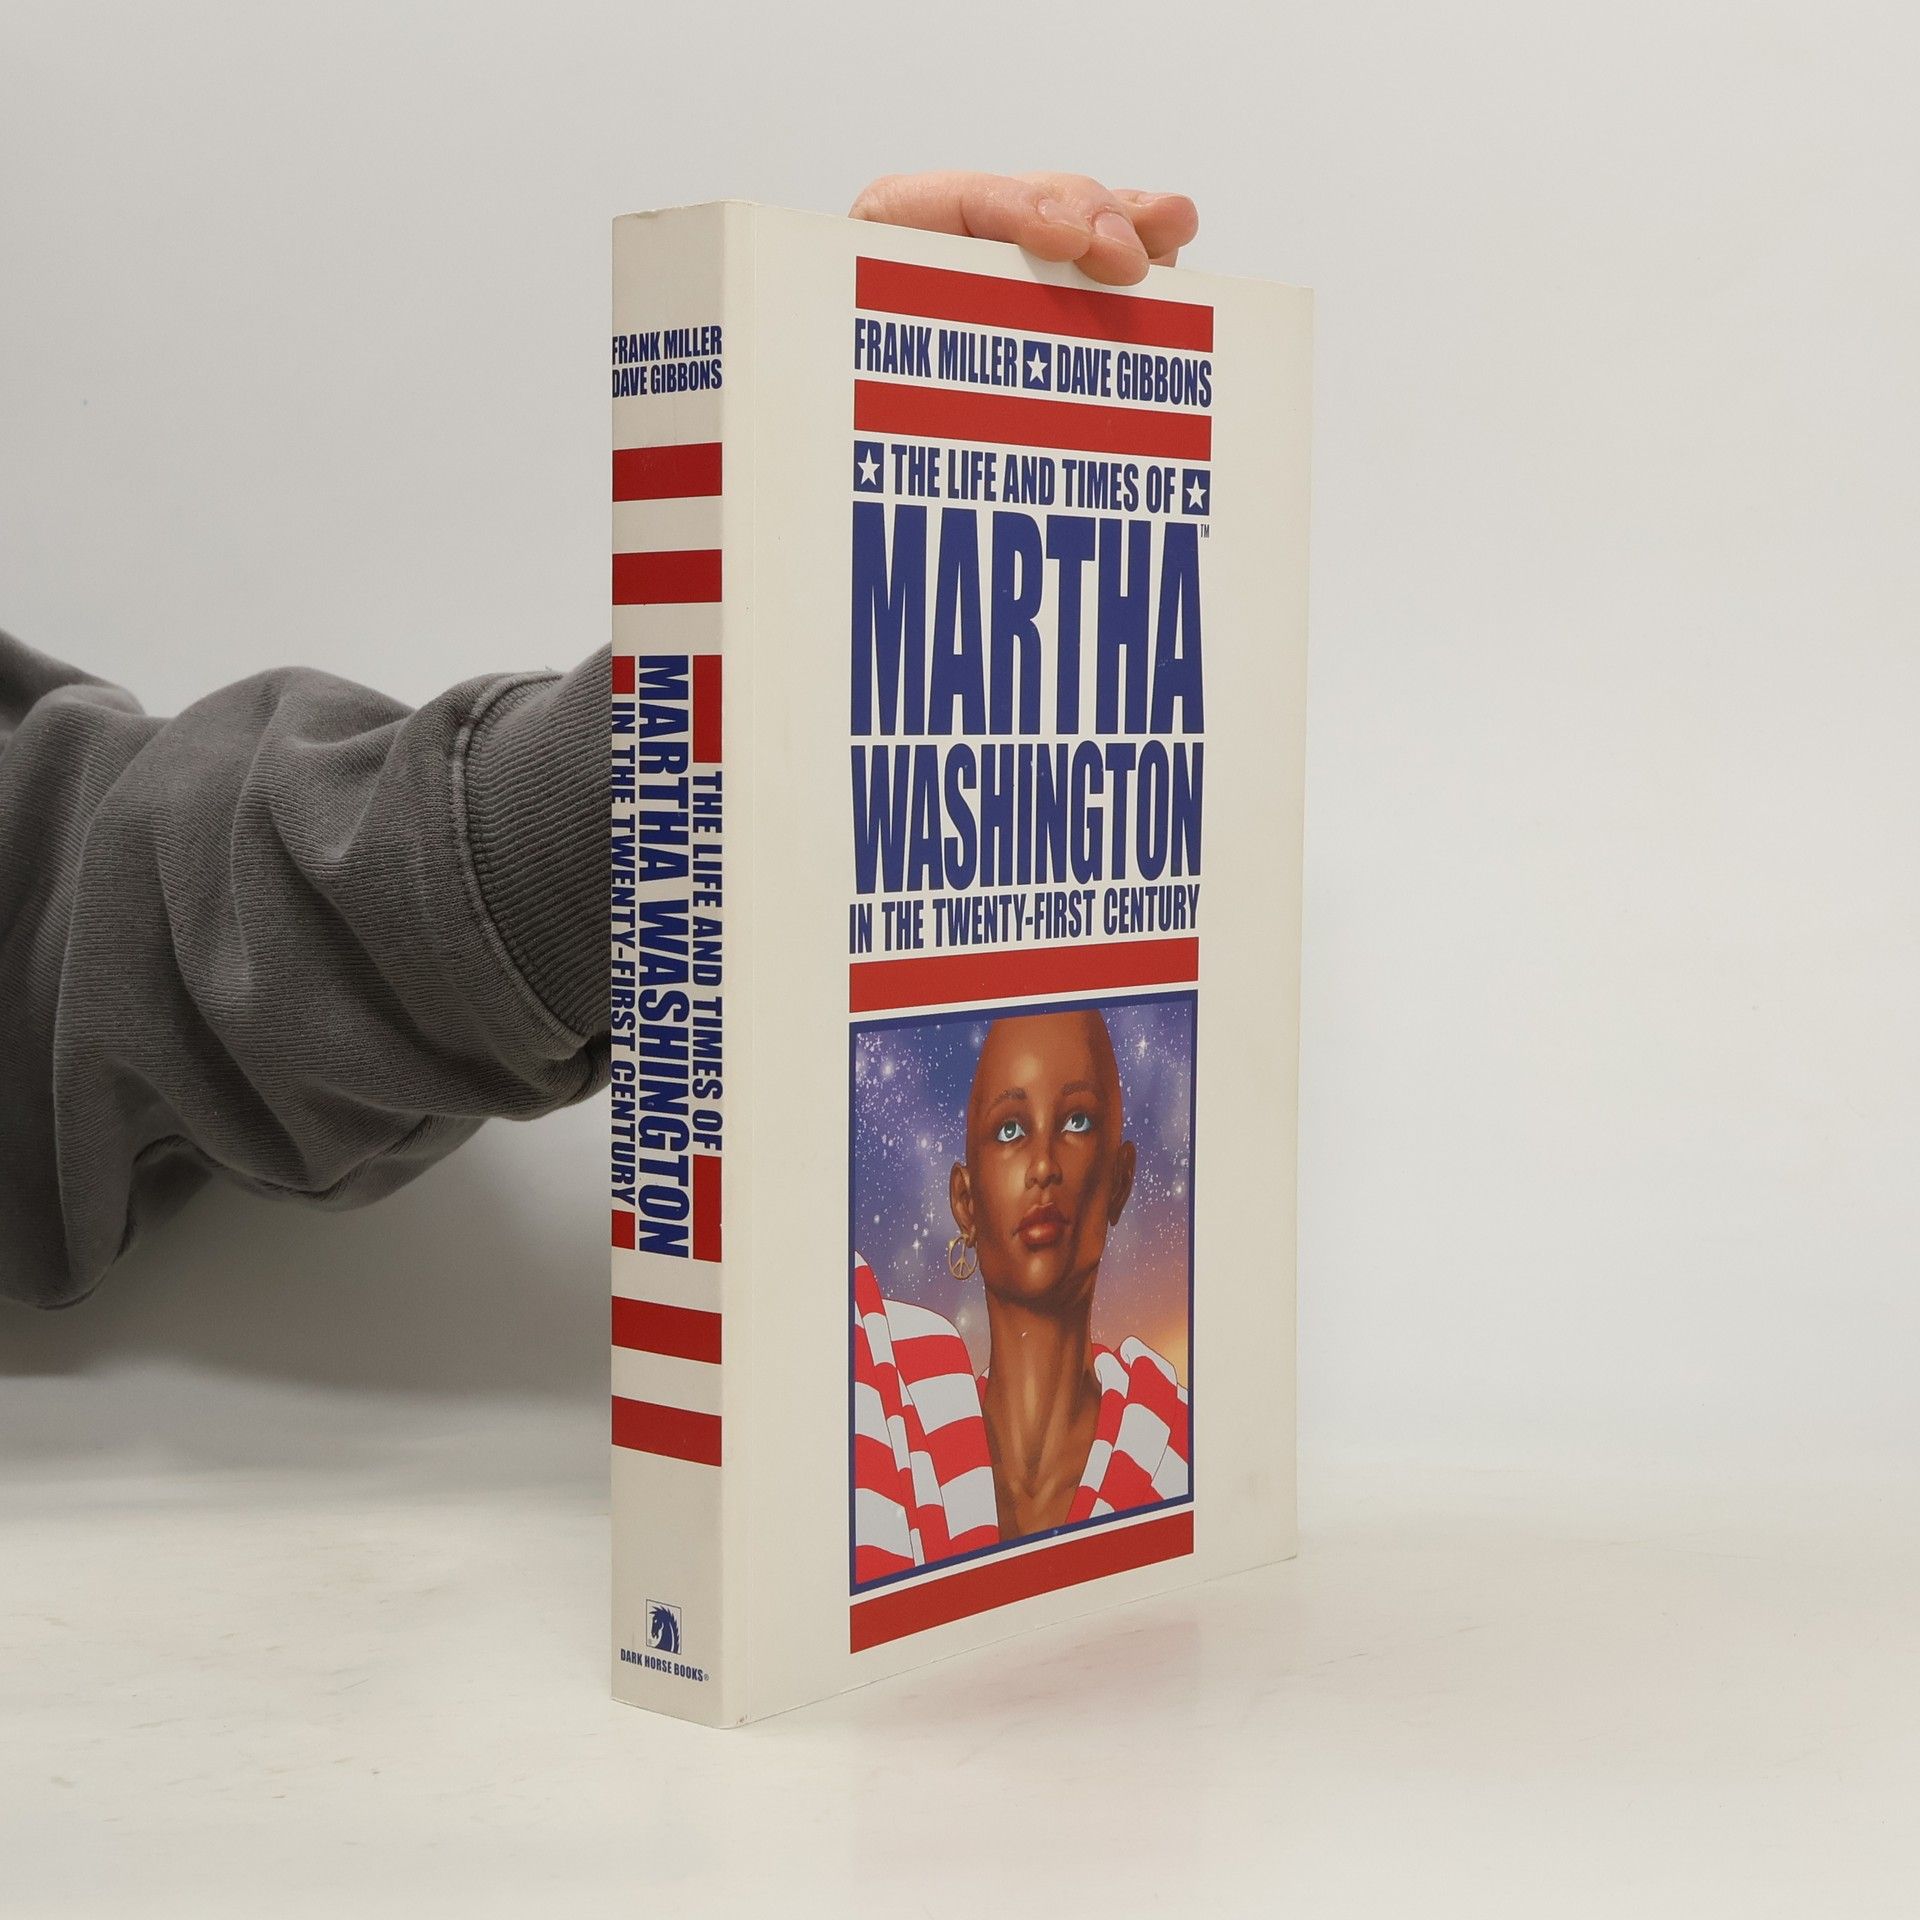 FRANK MILLER
DAVE GIBBONS
THE LIFE AND TIMES OF
MARTHA WASHINGTON
IN THE TWENTY-FIRST CENTURY
DARK HORSE BOOKS®
FRANK MILLER DAVE GIBBONS
THE LIFE AND TIMES OF
MARTHA™
WASHINGTON
IN THE TWENTY-FIRST CENTURY